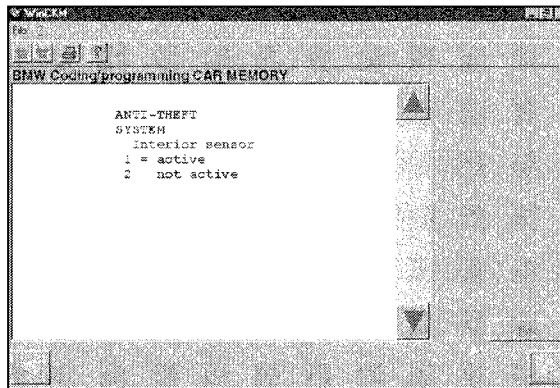 WinCKM
File ?
BMW Coding/programming CAR MEMORY
ANTI-THEFT
SYSTEM
Interior sensor
1 = active
2 not active